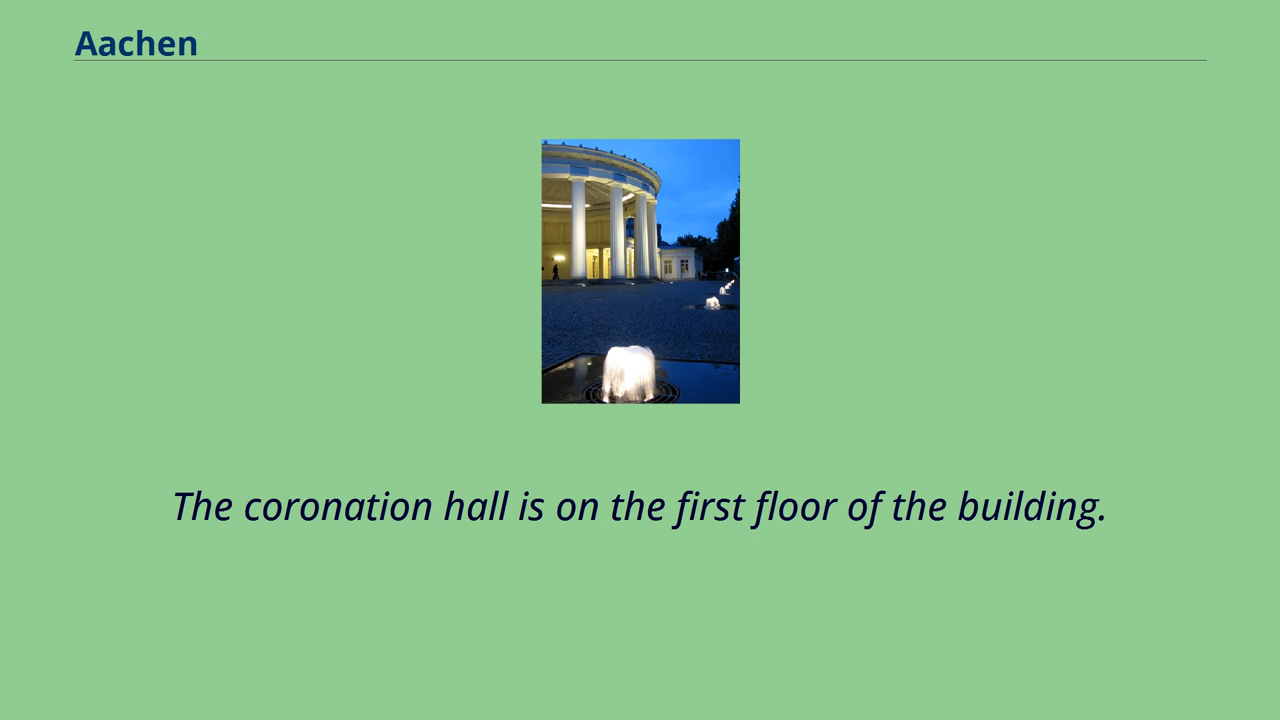 Aachen
The coronation hall is on the first floor of the building.